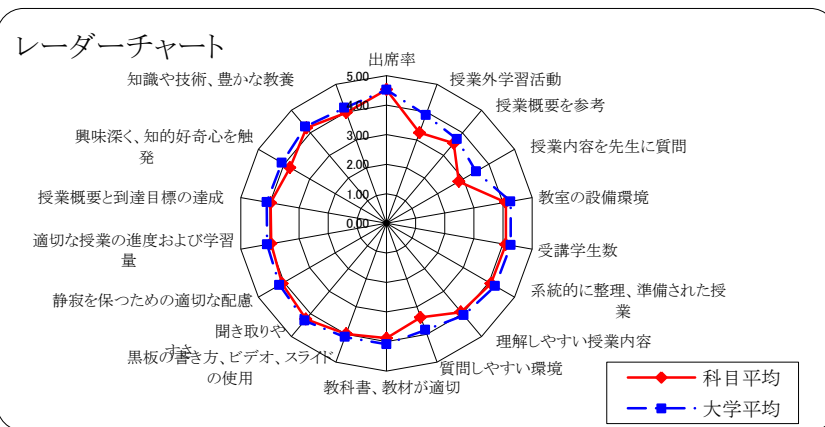 レーダーチャート
出席率
授業外学習活動
授業概要を参考
授業内容を先生に質問
教室の設備環境
受講学生数
系統的に整理、準備された授
業
理解しやすい授業内容
質問しやすい環境
教科書、教材が適切
黒板の書き方、ビデオ、スライド
の使用
聞き取りや
すさ
静寂を保つための適切な配慮
適切な授業の進度および学習
量
授業概要と到達目標の達成
興味深く、知的好奇心を触
発
知識や技術、豊かな教養
5.00
4.00
3.00
2.00
1.00
0.00
科目平均
大学平均